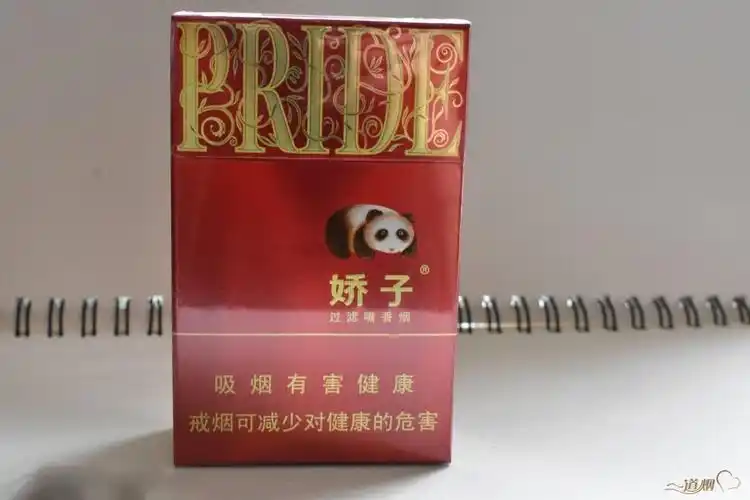 PRIDE
娇子®
过滤嘴香烟
吸烟有害健康
戒烟可减少对健康的危害
一道烟